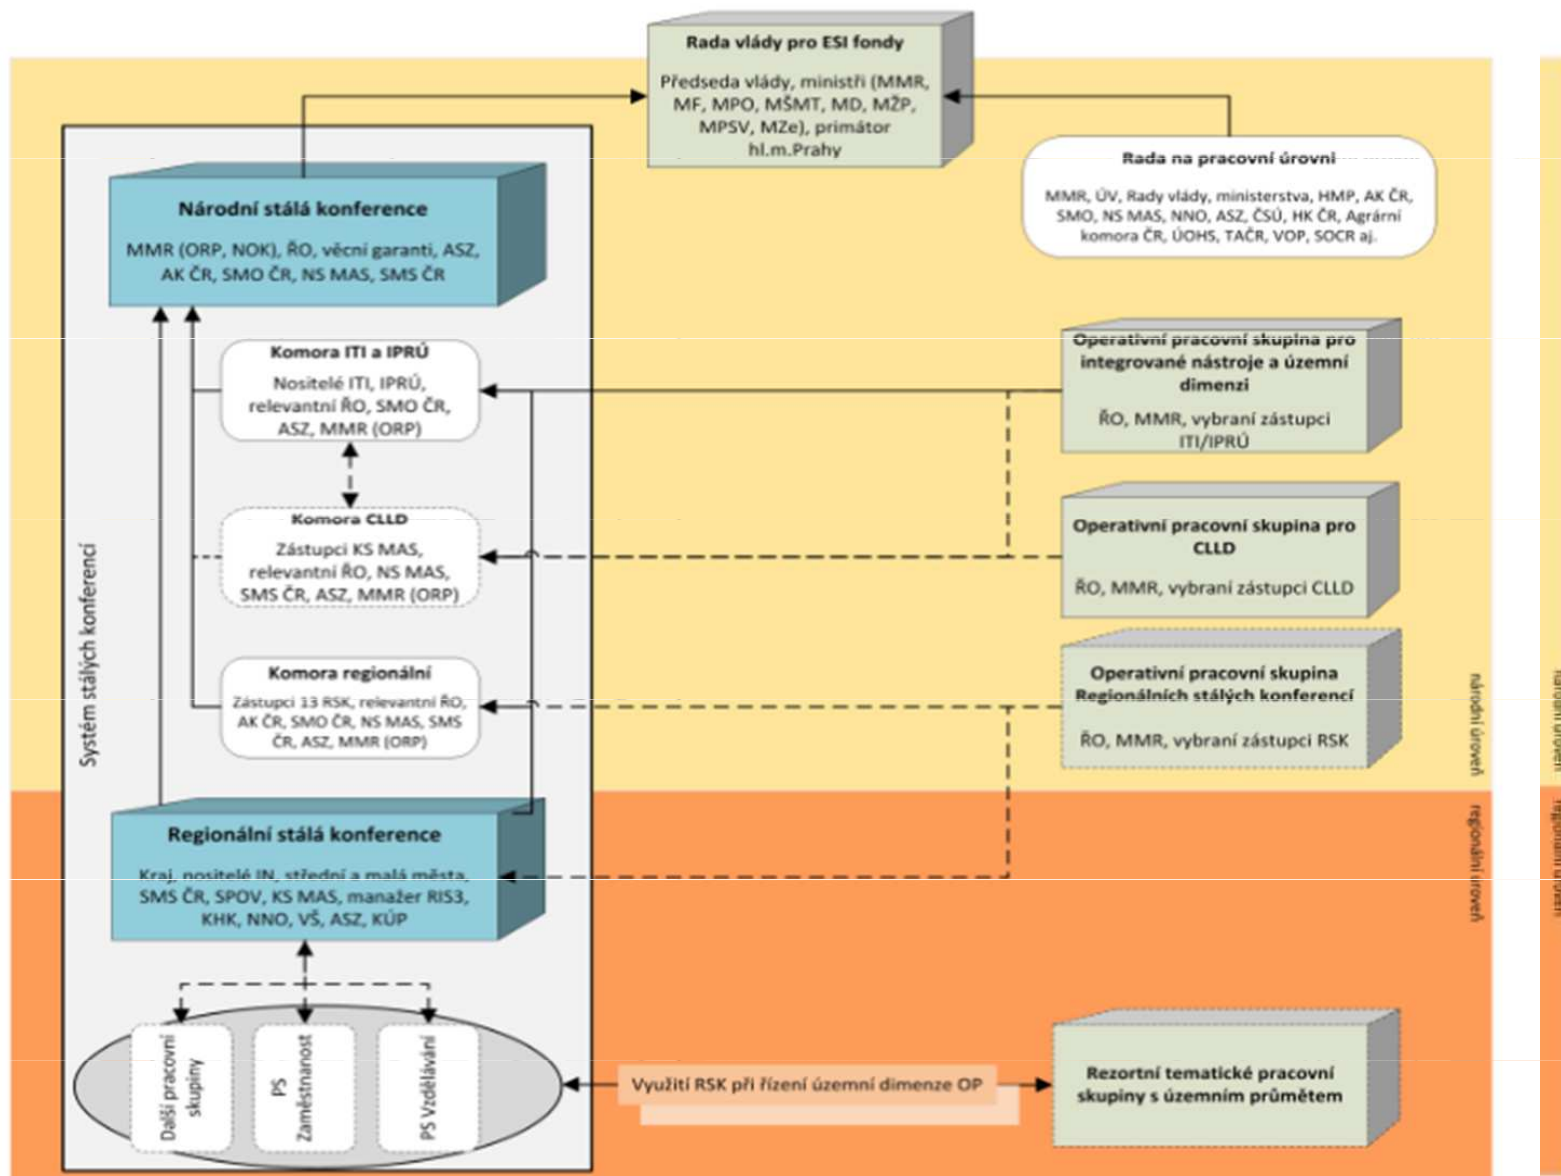 Rada vlády pro ESI fondy
Předseda vlády, ministři (MMR,
MF, MPO, MŠMT, MD, MŽP,
MPSV, MZe), primátor
hl.m.Prahy
Rada na pracovní úrovni
MMR, ÚV, Rady vlády, ministerstva, HMP, AK ČR,
SMO, NS MAS, NNO, ASZ, ČSÚ, HK ČR, Agrární
komora ČR, ÚOHS, TAČR, VOP, SOCR aj.
Systém stálých konferencí
Národní stálá konference
MMR (ORP, NOK), ŘO, věcní garanti, ASZ,
AK ČR, SMO ČR, NS MAS, SMS ČR
Komora ITI a IPRÚ
Nositelé ITI, IPRÚ,
relevantní ŘO, SMO ČR,
ASZ, MMR (ORP)
Operativní pracovní skupina pro
integrované nástroje a územní
dimenzi
ŘO, MMR, vybraní zástupci
ITI/IPRÚ
Komora CLLD
Zástupci KS MAS,
relevantní ŘO, NS MAS,
SMS ČR, ASZ, MMR (ORP)
Operativní pracovní skupina pro
CLLD
ŘO, MMR, vybraní zástupci CLLD
Komora regionální
Zástupci 13 RSK, relevantní ŘO,
AK ČR, SMO ČR, NS MAS, SMS
ČR, ASZ, MMR (ORP)
Operativní pracovní skupina
Regionálních stálých konferencí
ŘO, MMR, vybraní zástupci RSK
národní úroveň
národní úroveň
Regionální stálá konference
Kraj, nositelé IN, střední a malá města,
SMS ČR, SPOV, KS MAS, manažer RIS3,
KHK, NNO, VŠ, ASZ, KÚP
regionální úroveň
regionální úroveň
Další pracovní
skupiny
PS
Zaměstnanost
PS Vzdělávání
Využití RSK při řízení územní dimenze OP
Rezortní tematické pracovní
skupiny s územním průmětem